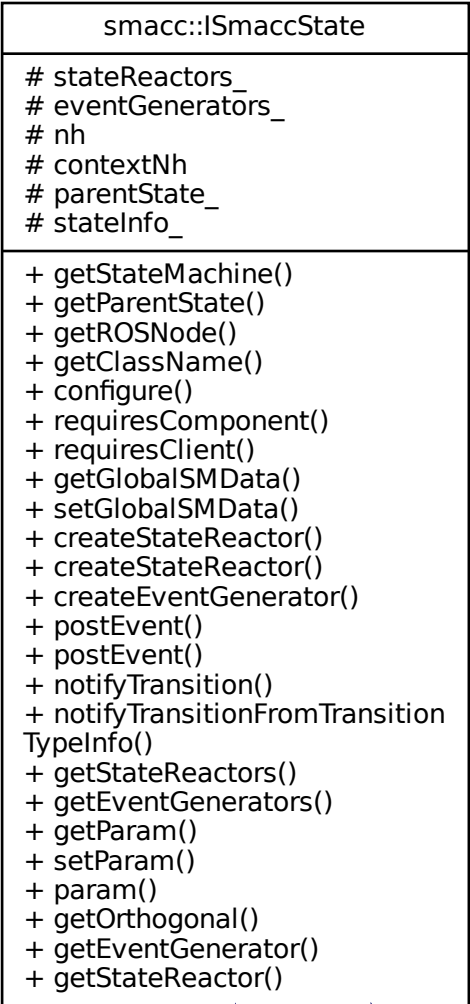 smacc::ISmaccState
# stateReactors_
# eventGenerators_
# nh
# contextNh
# parentState_
# stateInfo_
+ getStateMachine()
+ getParentState()
+ getROSNode()
+ getClassName()
+ configure()
+ requiresComponent()
+ requiresClient()
+ getGlobalSMData()
+ setGlobalSMData()
+ createStateReactor()
+ createStateReactor()
+ createEventGenerator()
+ postEvent()
+ postEvent()
+ notifyTransition()
+ notifyTransitionFromTransition
TypeInfo()
+ getStateReactors()
+ getEventGenerators()
+ getParam()
+ setParam()
+ param()
+ getOrthogonal()
+ getEventGenerator()
+ getStateReactor()